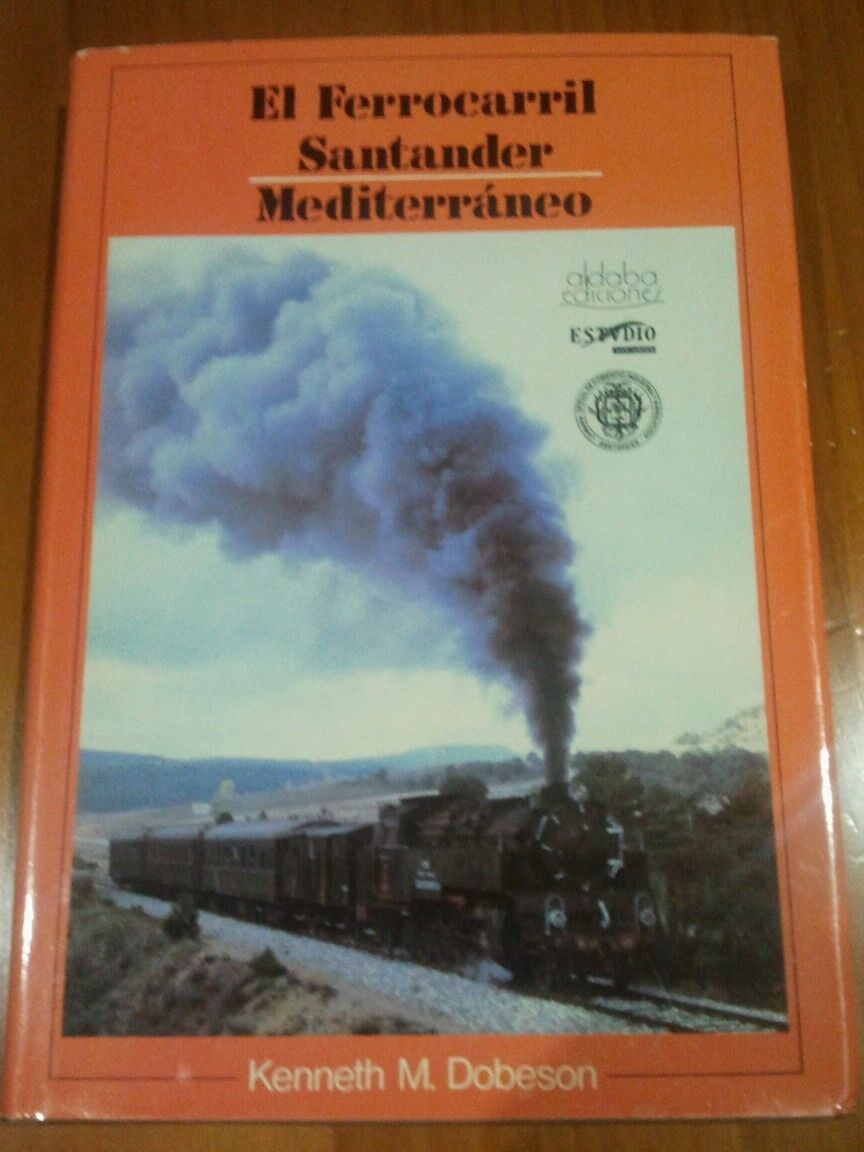 El Ferrocarril
Santander
Mediterráneo
aldaba
ediciones
ESTVDIO
Kenneth M. Dobeson